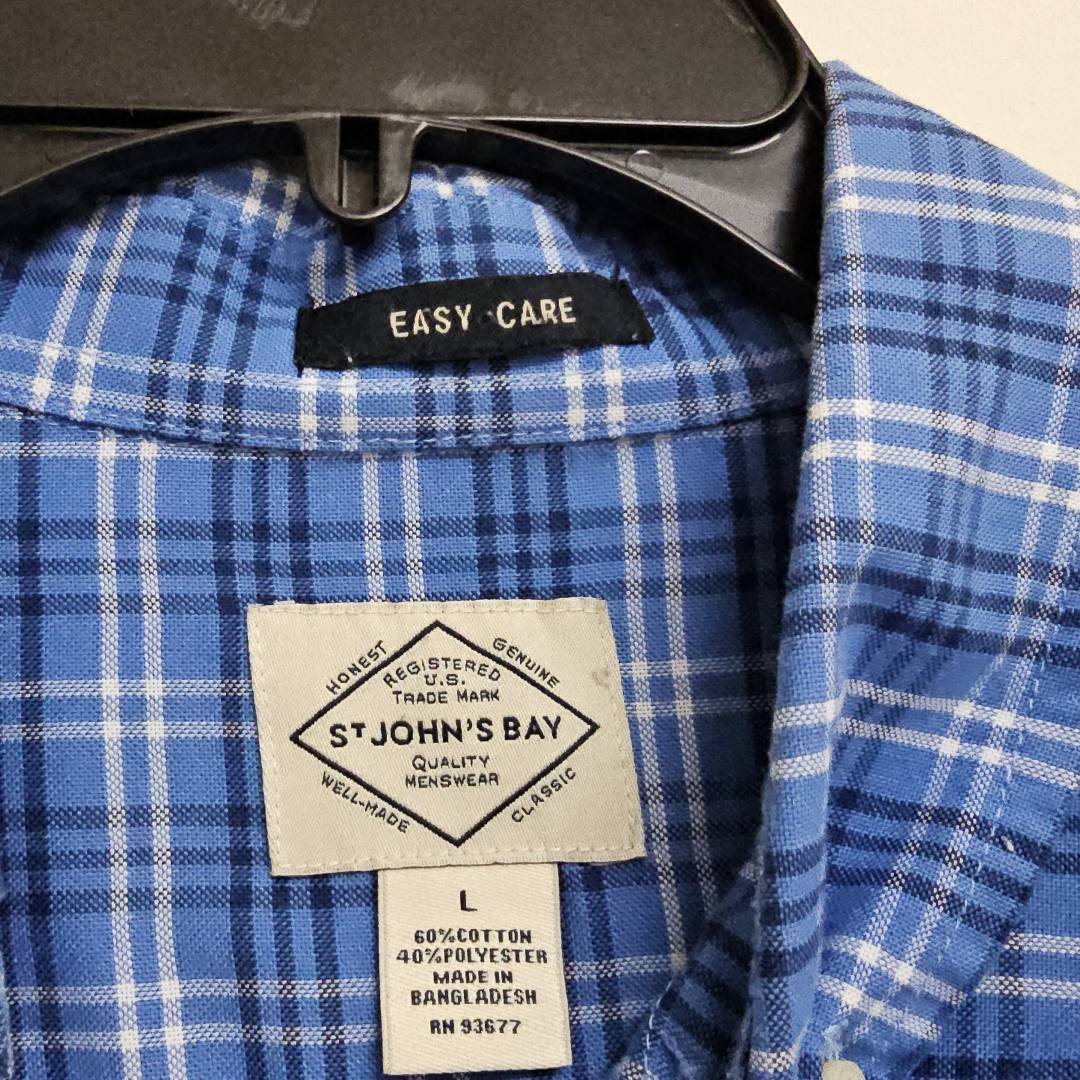 EASY CARE
HONEST
GENUINE
REGISTERED
U.S.
TRADE MARK
ST JOHN'S BAY
QUALITY
MENSWEAR
WELL-MADE
CLASSIC
L
60%COTTON
40%POLYESTER
MADE IN
BANGLADESH
RN 93677